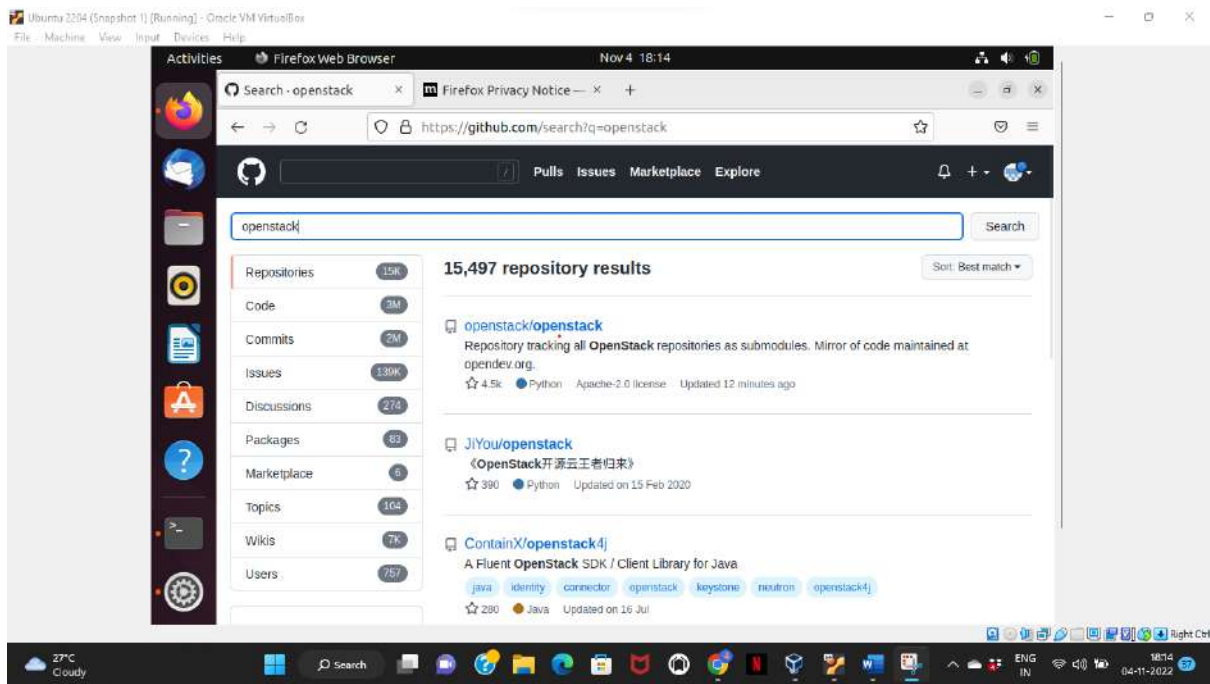 Ubuntu 2204 (Snapshot 1) [Running] - Oracle VM VirtualBox
File Machine View Input Devices Help
Activities Firefox Web Browser Nov 4 18:14
Search · openstack × Firefox Privacy Notice — × +
https://github.com/search?q=openstack
/ Pulls Issues Marketplace Explore
openstack Search
Repositories 15K
Code 3M
Commits 2M
Issues 139K
Discussions 274
Packages 83
Marketplace 6
Topics 104
Wikis 7K
Users 757
15,497 repository results Sort: Best match
openstack/openstack
Repository tracking all OpenStack repositories as submodules. Mirror of code maintained at
opendev.org.
4.5k Python Apache-2.0 license Updated 12 minutes ago
JiYou/openstack
《OpenStack开源云王者归来》
390 Python Updated on 15 Feb 2020
ContainX/openstack4j
A Fluent OpenStack SDK / Client Library for Java
java identity connector openstack keystone neutron openstack4j
280 Java Updated on 16 Jul
Right Ctrl
27°C
Cloudy
Search
ENG
IN
18:14
04-11-2022